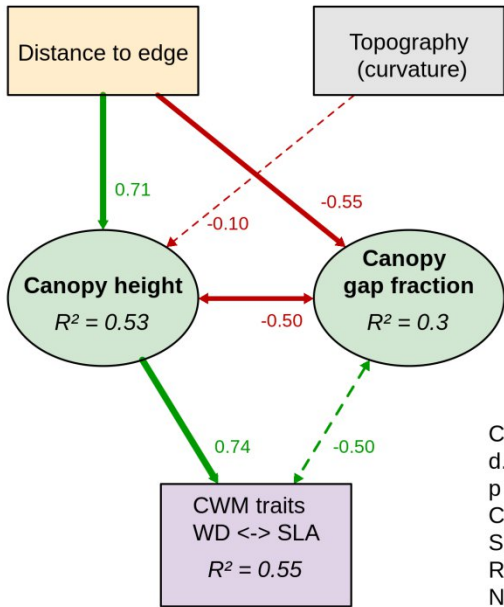 Distance to edge
Topography
(curvature)
0.71
-0.55
-0.10
Canopy height
R² = 0.53
Canopy
gap fraction
R² = 0.3
-0.50
0.74
-0.50
CWM traits
WD <-> SLA
R² = 0.55
C
d.
p
C
S
R
N